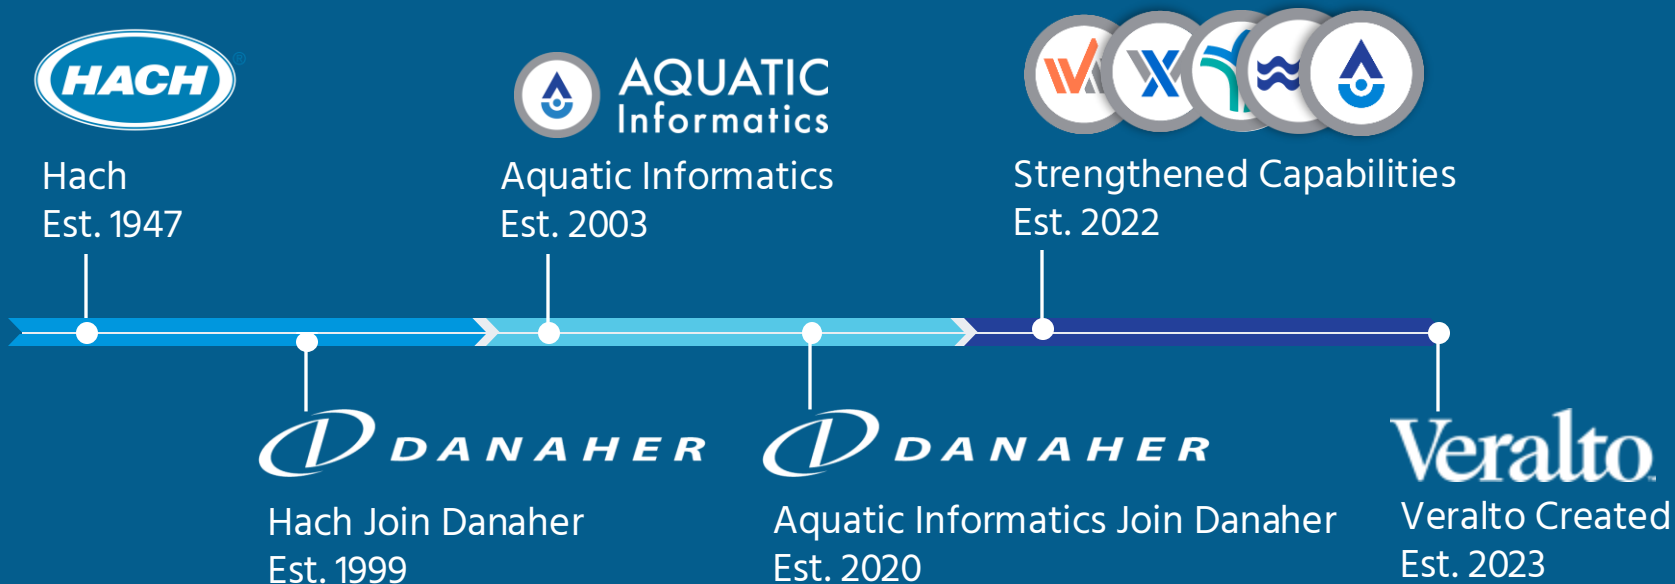 HACH®
Hach
Est. 1947
AQUATIC
Informatics
Aquatic Informatics
Est. 2003
Strengthened Capabilities
Est. 2022
DANAHER
Hach Join Danaher
Est. 1999
DANAHER
Aquatic Informatics Join Danaher
Est. 2020
Veralto
Veralto Created
Est. 2023